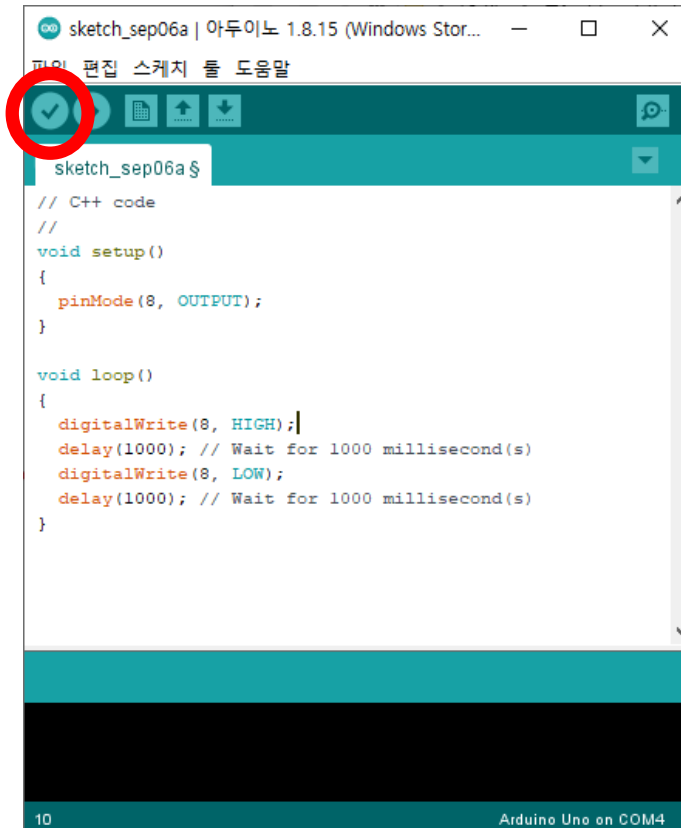 sketch_sep06a | 아두이노 1.8.15 (Windows Stor...
파일 편집 스케치 툴 도움말
sketch_sep06a §
// C++ code
//
void setup()
{
  pinMode(8, OUTPUT);
}

void loop()
{
  digitalWrite(8, HIGH);
  delay(1000); // Wait for 1000 millisecond(s)
  digitalWrite(8, LOW);
  delay(1000); // Wait for 1000 millisecond(s)
}
10
Arduino Uno on COM4